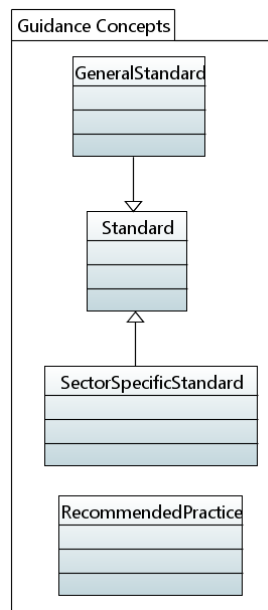 Guidance Concepts
GeneralStandard
Standard
SectorSpecificStandard
RecommendedPractice